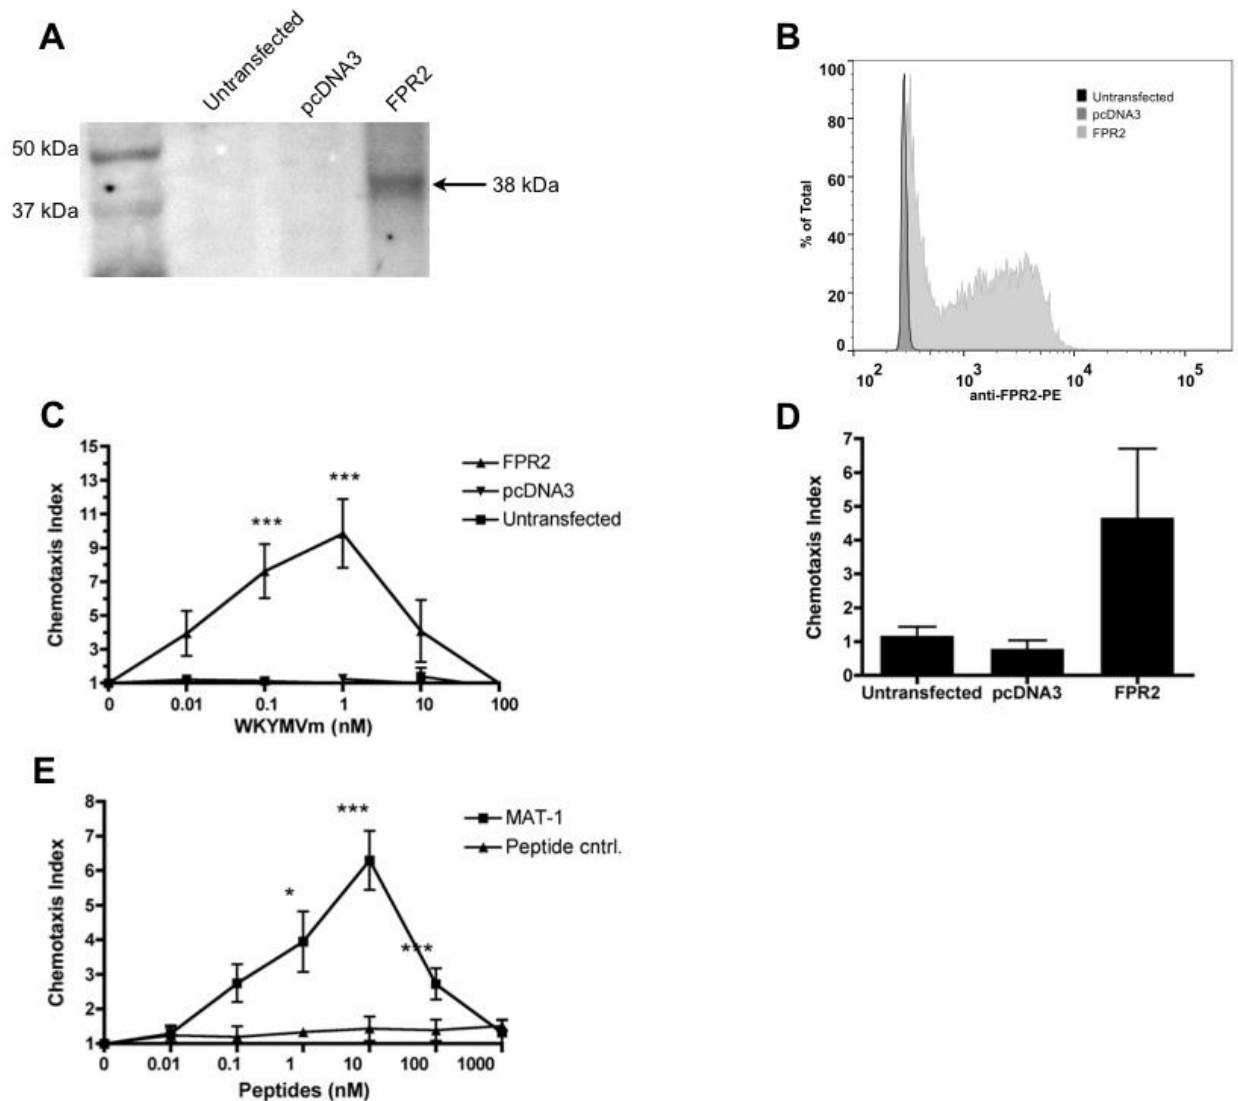 A
Untransfected
pcDNA3
FPR2
50 kDa
37 kDa
38 kDa
B
100
80
60
40
20
0
% of Total
Untransfected
pcDNA3
FPR2
10^2 10^3 10^4 10^5
anti-FPR2-PE
C
15
13
11
9
7
5
3
1
Chemotaxis Index
***
***
FPR2
pcDNA3
Untransfected
0 0.01 0.1 1 10 100
WKYMVm (nM)
D
7
6
5
4
3
2
1
0
Chemotaxis Index
Untransfected pcDNA3 FPR2
E
8
7
6
5
4
3
2
1
Chemotaxis Index
*
***
***
MAT-1
Peptide cntrl.
0 0.01 0.1 1 10 100 1000
Peptides (nM)